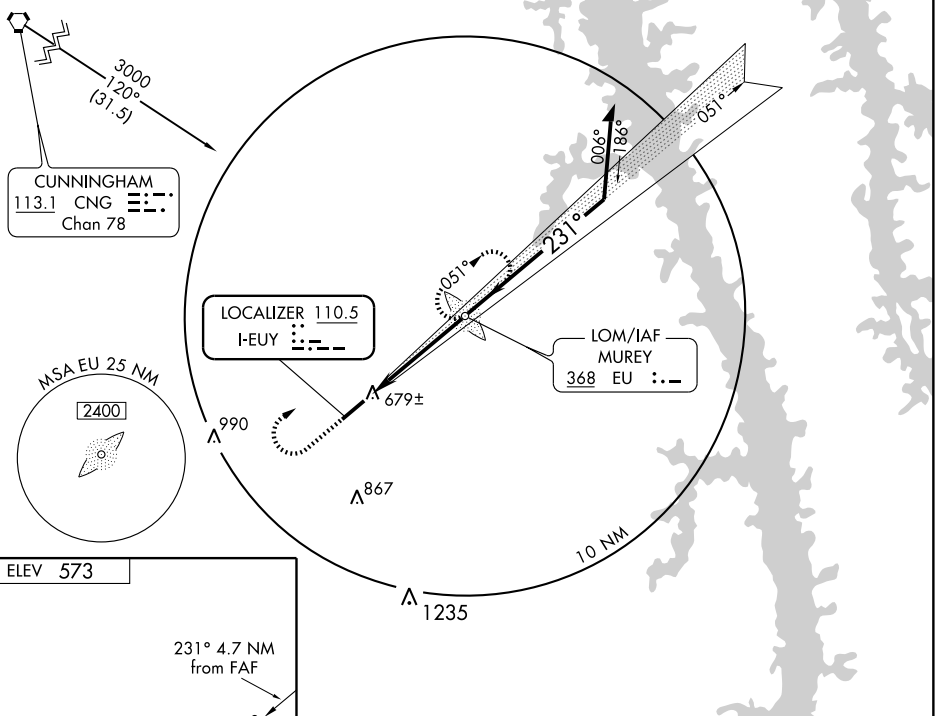 3000
120°
(31.5)
CUNNINGHAM
113.1 CNG
Chan 78
051°
006°
186°
231°
051°
LOCALIZER 110.5
I-EUY
LOM/IAF
MUREY
368 EU
679±
MSA EU 25 NM
2400
990
867
10 NM
1235
ELEV 573
231° 4.7 NM
from FAF